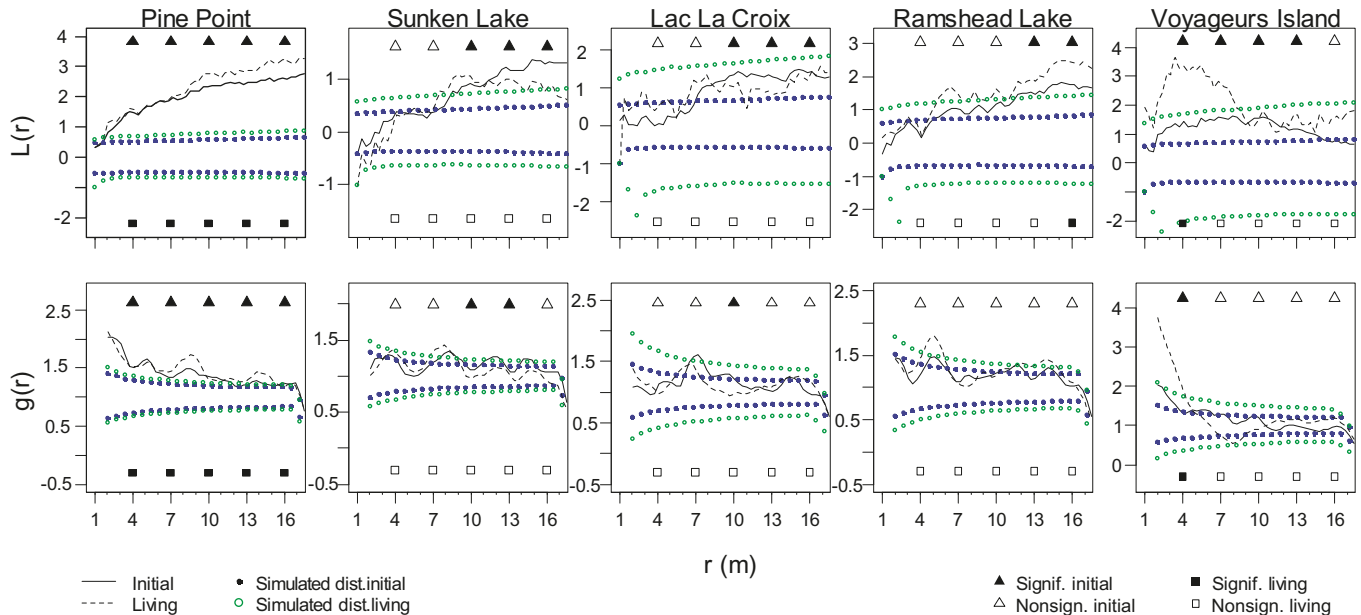 Pine Point Sunken Lake Lac La Croix Ramshead Lake Voyageurs Island
L(r)
4 3 2 1 0 -2
1 0 -1
2 1 0 -1 -2
3 2 1 0 -1 -2
4 3 2 1 0 -2
g(r)
2.5 1.5 0.5 -0.5
1.5 0.5 -0.5
2.5 1.5 0.5 -0.5
2.5 1.5 0.5 -0.5
4 3 2 1 0
1 4 7 10 13 16 1 4 7 10 13 16 1 4 7 10 13 16 1 4 7 10 13 16 1 4 7 10 13 16
r (m)
Initial Simulated dist.initial Signif. initial Signif. living
Living Simulated dist.living Nonsign. initial Nonsign. living